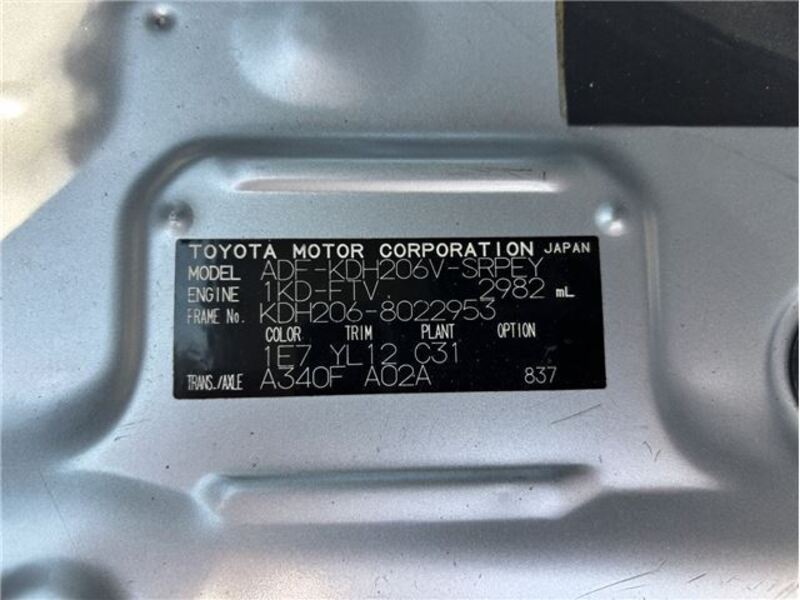 TOYOTA MOTOR CORPORATION JAPAN
MODEL ADF-KDH206V-SRPEY
ENGINE 1KD-FTV 2982 mL
FRAME No. KDH206-8022953
COLOR TRIM PLANT OPTION
1E7 YL12 C31
TRANS./AXLE A340F A02A 837